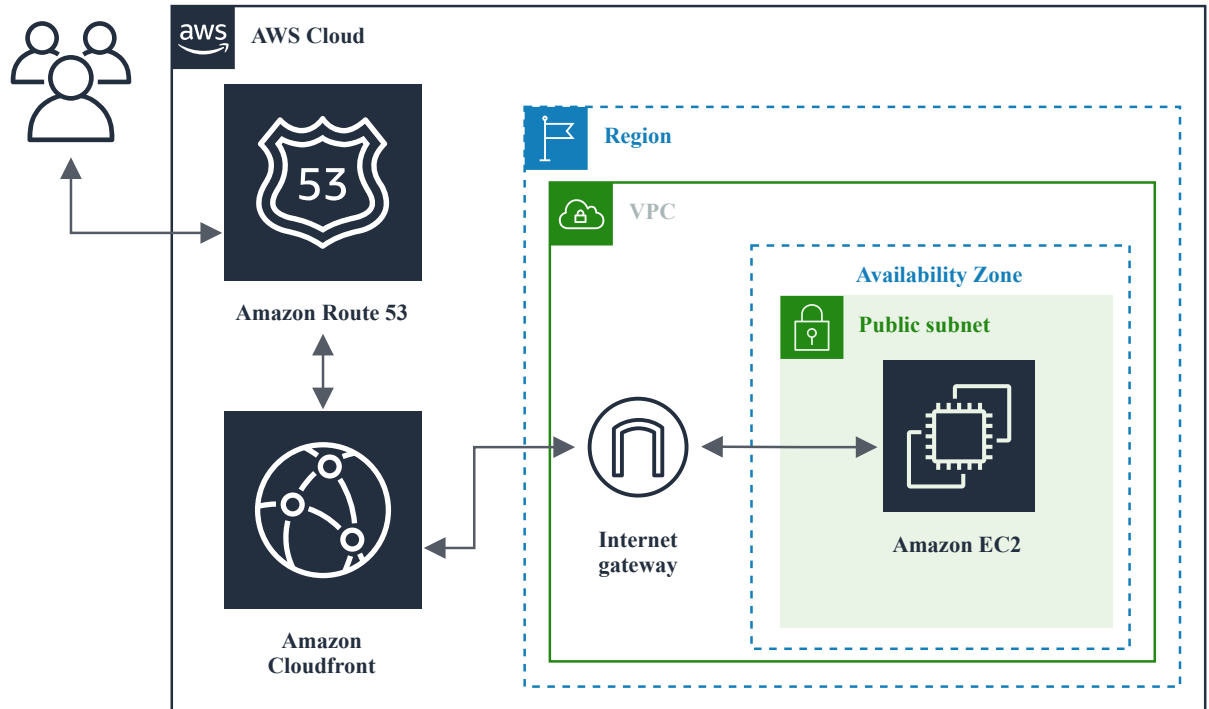 aws
AWS Cloud
53
Amazon Route 53
Region
VPC
Availability Zone
Public subnet
Internet
gateway
Amazon EC2
Amazon
Cloudfront